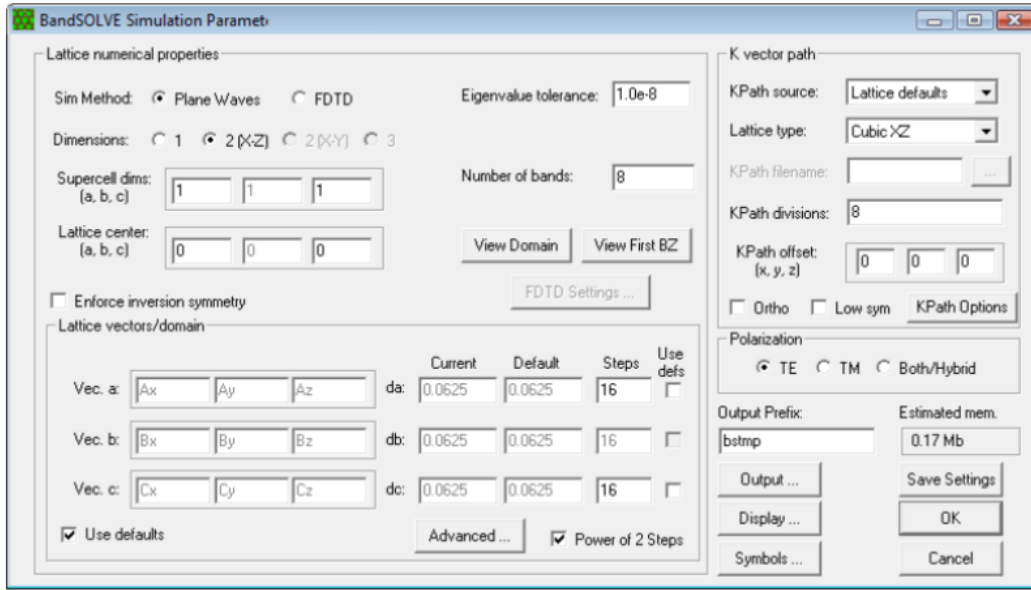 BandSOLVE Simulation Paramete
Lattice numerical properties
Sim Method: Plane Waves FDTD
Eigenvalue tolerance: 1.0e-8
Dimensions: 1 2 (X-Z) 2 (X-Y) 3
Supercell dims:
(a, b, c)
1 1 1
Number of bands: 8
Lattice center:
(a, b, c)
0 0 0
View Domain View First BZ
FDTD Settings ...
Enforce inversion symmetry
Lattice vectors/domain
Current Default Steps Use
defs
Vec. a: Ax Ay Az da: 0.0625 0.0625 16
Vec. b: Bx By Bz db: 0.0625 0.0625 16
Vec. c: Cx Cy Cz dc: 0.0625 0.0625 16
Use defaults Advanced ... Power of 2 Steps
K vector path
KPath source: Lattice defaults
Lattice type: Cubic XZ
KPath filename: ...
KPath divisions: 8
KPath offset:
(x, y, z)
0 0 0
Ortho Low sym KPath Options
Polarization
TE TM Both/Hybrid
Output Prefix: Estimated mem.
bstmp 0.17 Mb
Output ... Save Settings
Display ... OK
Symbols ... Cancel